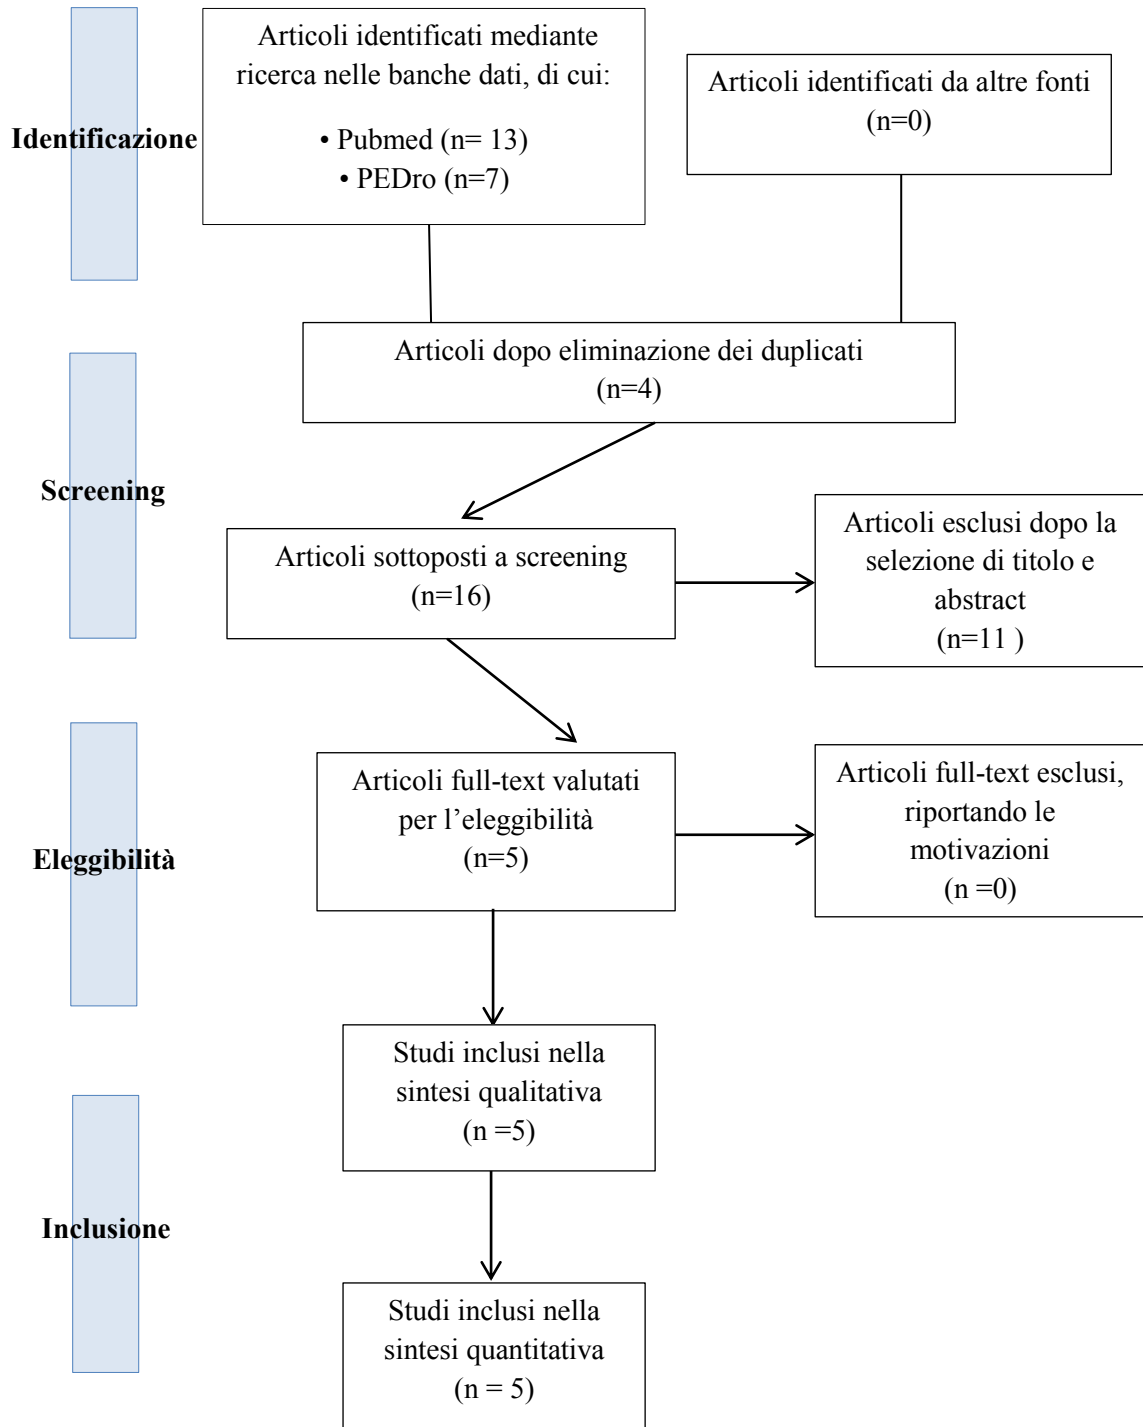 Identificazione
Articoli identificati mediante
ricerca nelle banche dati, di cui:
• Pubmed (n= 13)
• PEDro (n=7)
Articoli identificati da altre fonti
(n=0)
Articoli dopo eliminazione dei duplicati
(n=4)
Screening
Articoli sottoposti a screening
(n=16)
Articoli esclusi dopo la
selezione di titolo e
abstract
(n=11 )
Eleggibilità
Articoli full-text valutati
per l’eleggibilità
(n=5)
Articoli full-text esclusi,
riportando le
motivazioni
(n =0)
Inclusione
Studi inclusi nella
sintesi qualitativa
(n =5)
Studi inclusi nella
sintesi quantitativa
(n = 5)